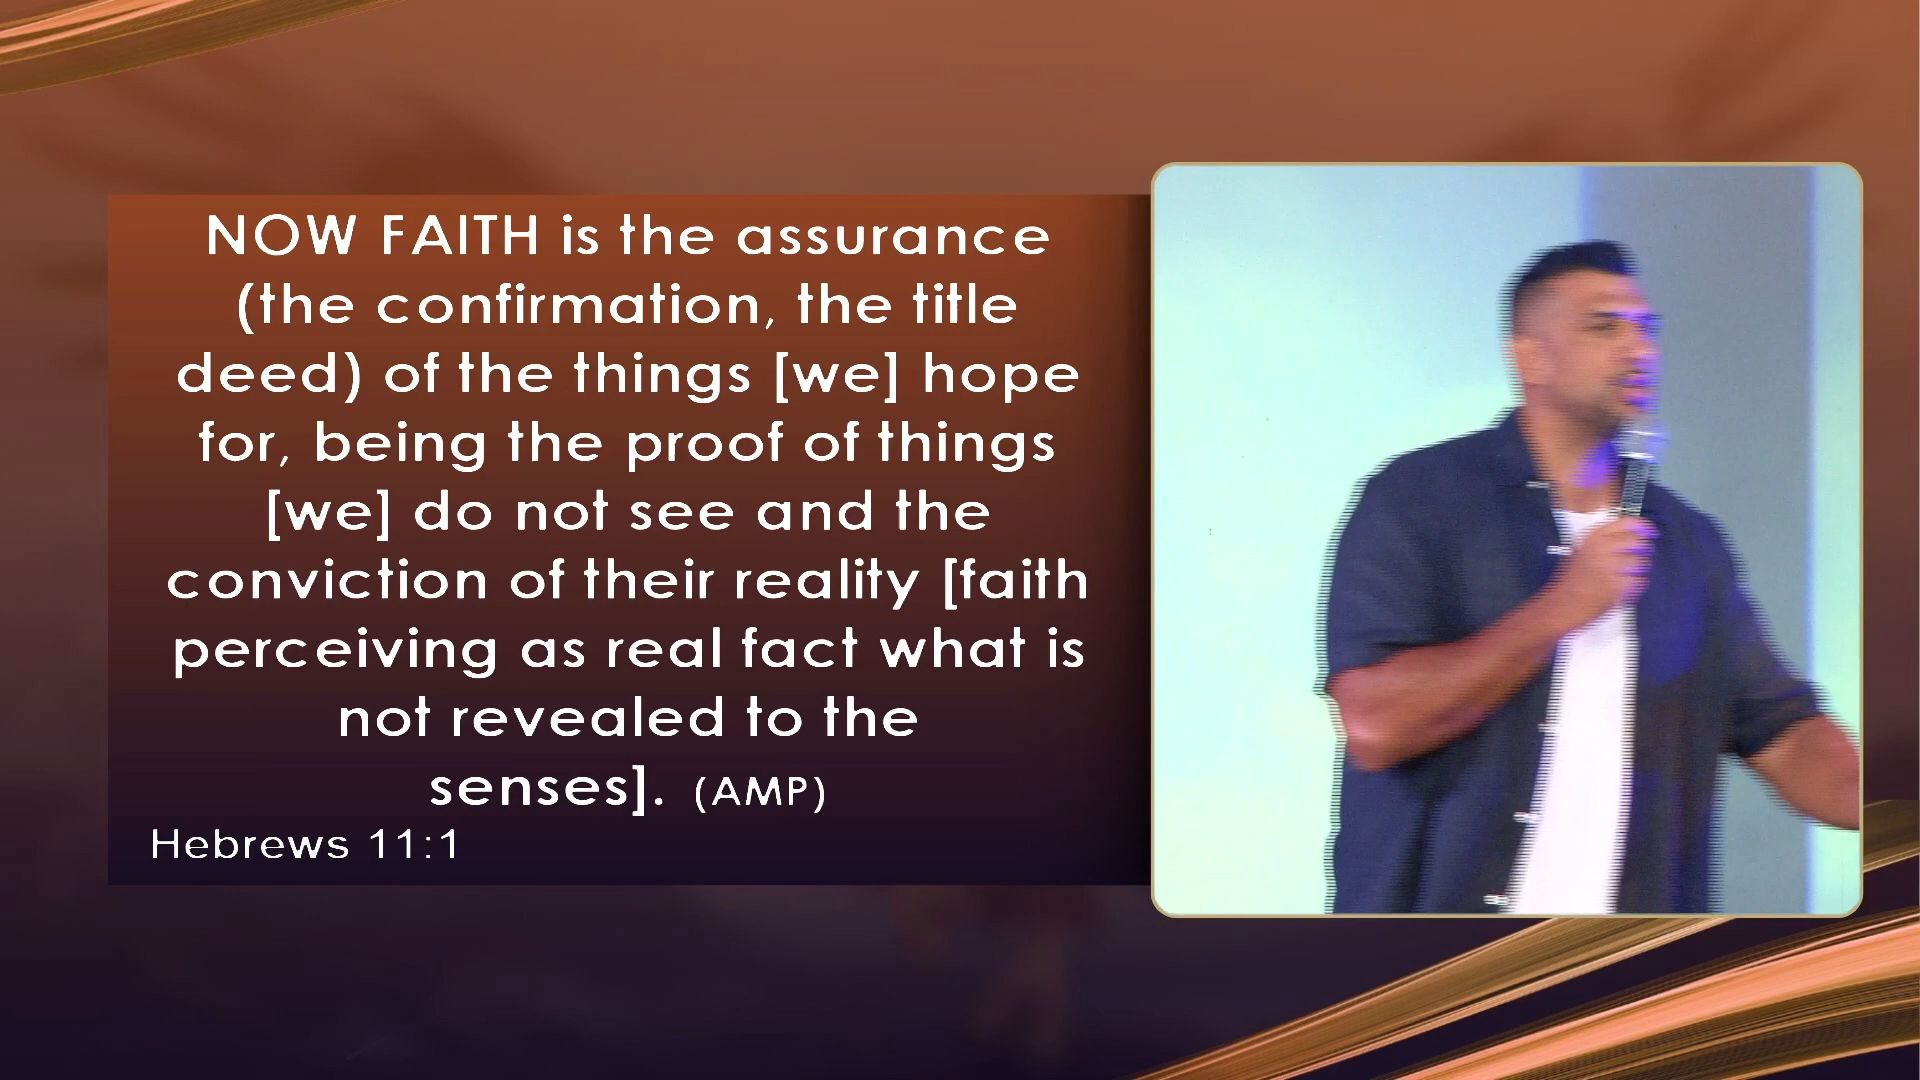 NOW FAITH is the assurance
(the confirmation, the title
deed) of the things [we] hope
for, being the proof of things
[we] do not see and the
conviction of their reality [faith
perceiving as real fact what is
not revealed to the
senses]. (AMP)
Hebrews 11:1